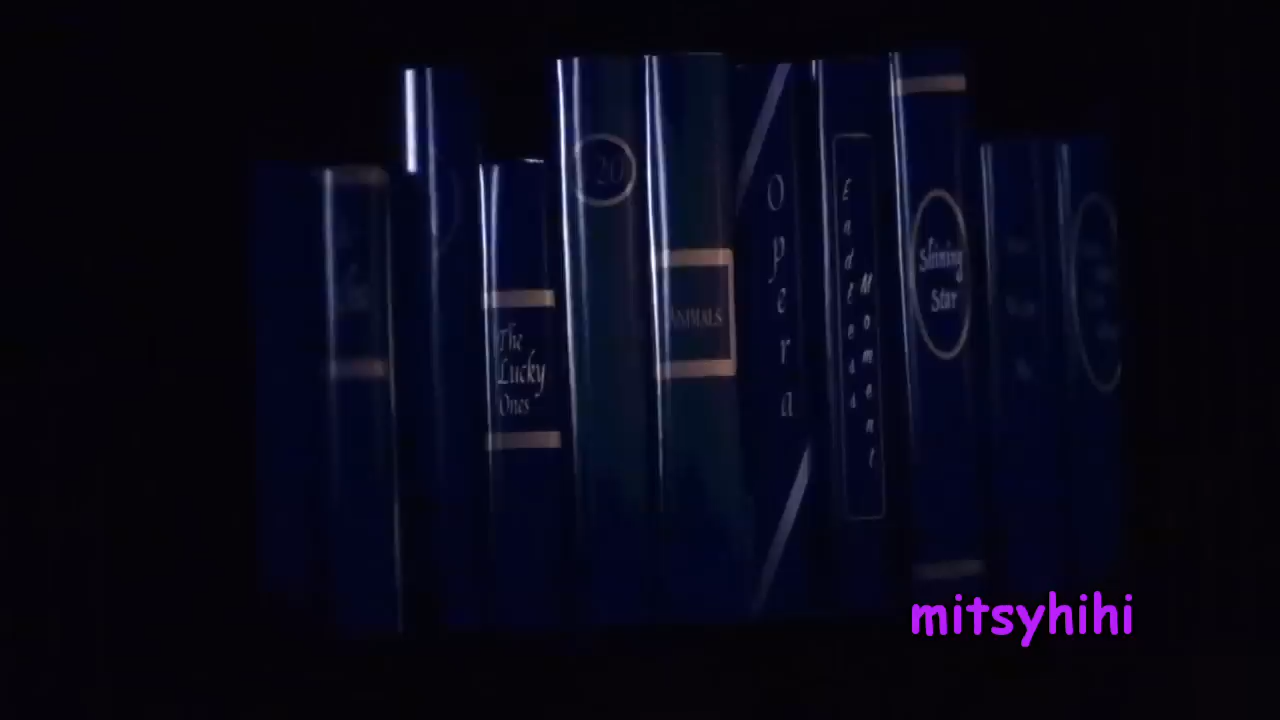 The
Lucky
Ones
20
ANIMALS
Opera
Endless
Moment
Shining
Star
mitsyhihi